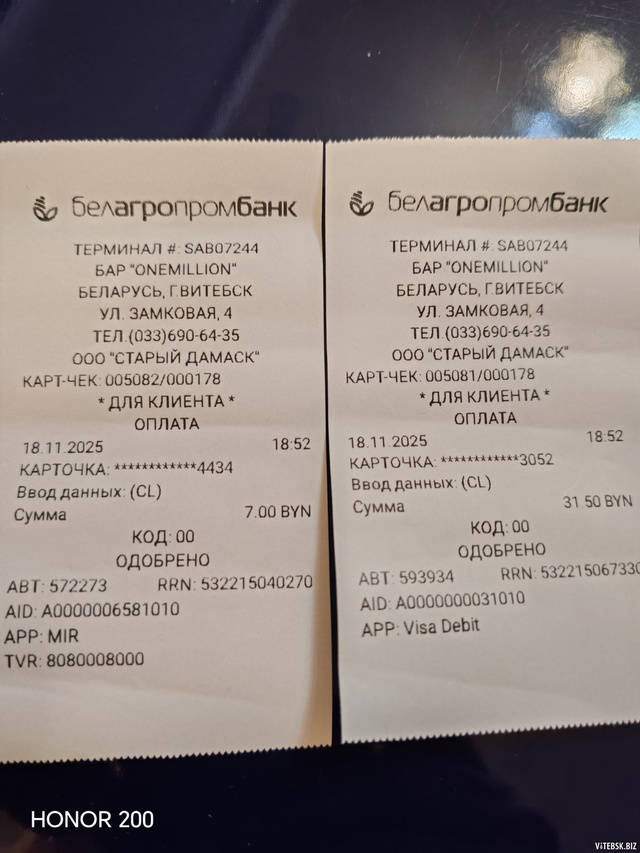 белагропромбанк
ТЕРМИНАЛ #: SAB07244
БАР "ONEMILLION"
БЕЛАРУСЬ, Г.ВИТЕБСК
УЛ. ЗАМКОВАЯ, 4
ТЕЛ.(033)690-64-35
ООО "СТАРЫЙ ДАМАСК"
КАРТ-ЧЕК: 005082/000178
* ДЛЯ КЛИЕНТА *
ОПЛАТА
18.11.2025 18:52
КАРТОЧКА: ************4434
Ввод данных: (CL)
Сумма 7.00 BYN
КОД: 00
ОДОБРЕНО
АВТ: 572273 RRN: 532215040270
AID: A0000006581010
APP: MIR
TVR: 8080008000
белагропромбанк
ТЕРМИНАЛ #: SAB07244
БАР "ONEMILLION"
БЕЛАРУСЬ, Г.ВИТЕБСК
УЛ. ЗАМКОВАЯ, 4
ТЕЛ.(033)690-64-35
ООО "СТАРЫЙ ДАМАСК"
КАРТ-ЧЕК: 005081/000178
* ДЛЯ КЛИЕНТА *
ОПЛАТА
18.11.2025 18:52
КАРТОЧКА: ************3052
Ввод данных: (CL)
Сумма 31.50 BYN
КОД: 00
ОДОБРЕНО
АВТ: 593934 RRN: 532215067330
AID: A0000000031010
APP: Visa Debit
HONOR 200
ViTEBSK.BIZ